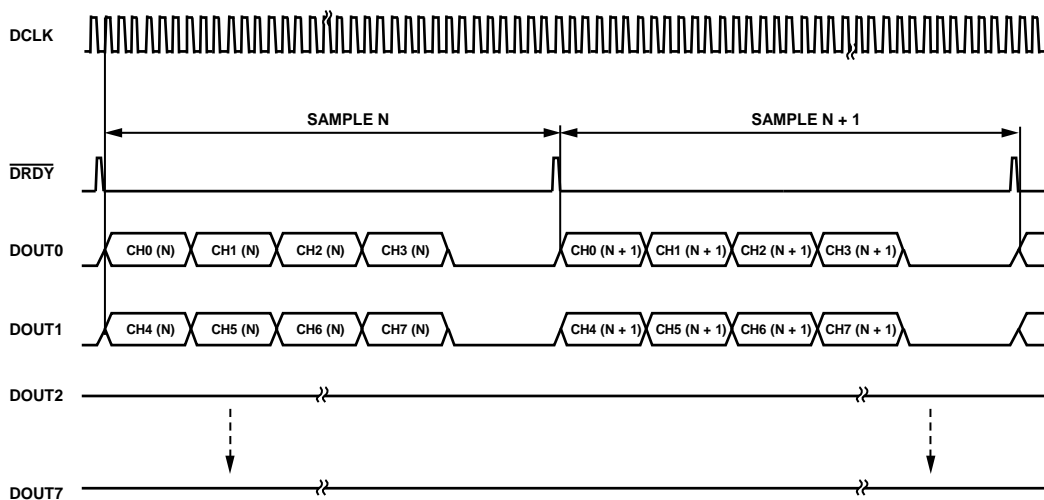 DCLK
SAMPLE N SAMPLE N + 1
DRDY
DOUT0 CH0 (N) CH1 (N) CH2 (N) CH3 (N) CH0 (N + 1) CH1 (N + 1) CH2 (N + 1) CH3 (N + 1)
DOUT1 CH4 (N) CH5 (N) CH6 (N) CH7 (N) CH4 (N + 1) CH5 (N + 1) CH6 (N + 1) CH7 (N + 1)
DOUT2
DOUT7